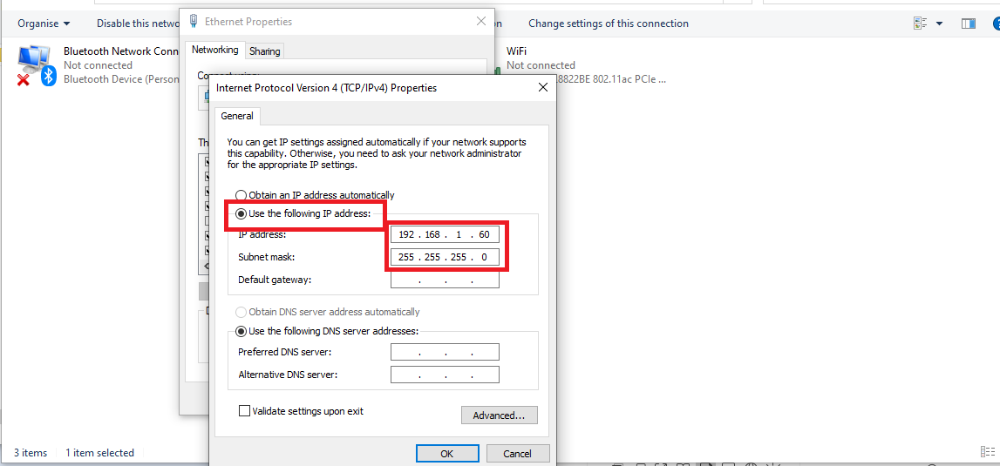 Organise Disable this netwo n Change settings of this connection
Ethernet Properties
Networking Sharing
Bluetooth Network Conn
Not connected
Bluetooth Device (Person
WiFi
Not connected
8822BE 802.11ac PCIe ...
Internet Protocol Version 4 (TCP/IPv4) Properties
General
You can get IP settings assigned automatically if your network supports
this capability. Otherwise, you need to ask your network administrator
for the appropriate IP settings.
Obtain an IP address automatically
Use the following IP address:
IP address: 192 . 168 . 1 . 60
Subnet mask: 255 . 255 . 255 . 0
Default gateway: . . .
Obtain DNS server address automatically
Use the following DNS server addresses:
Preferred DNS server: . . .
Alternative DNS server: . . .
Validate settings upon exit
Advanced...
OK Cancel
3 items 1 item selected